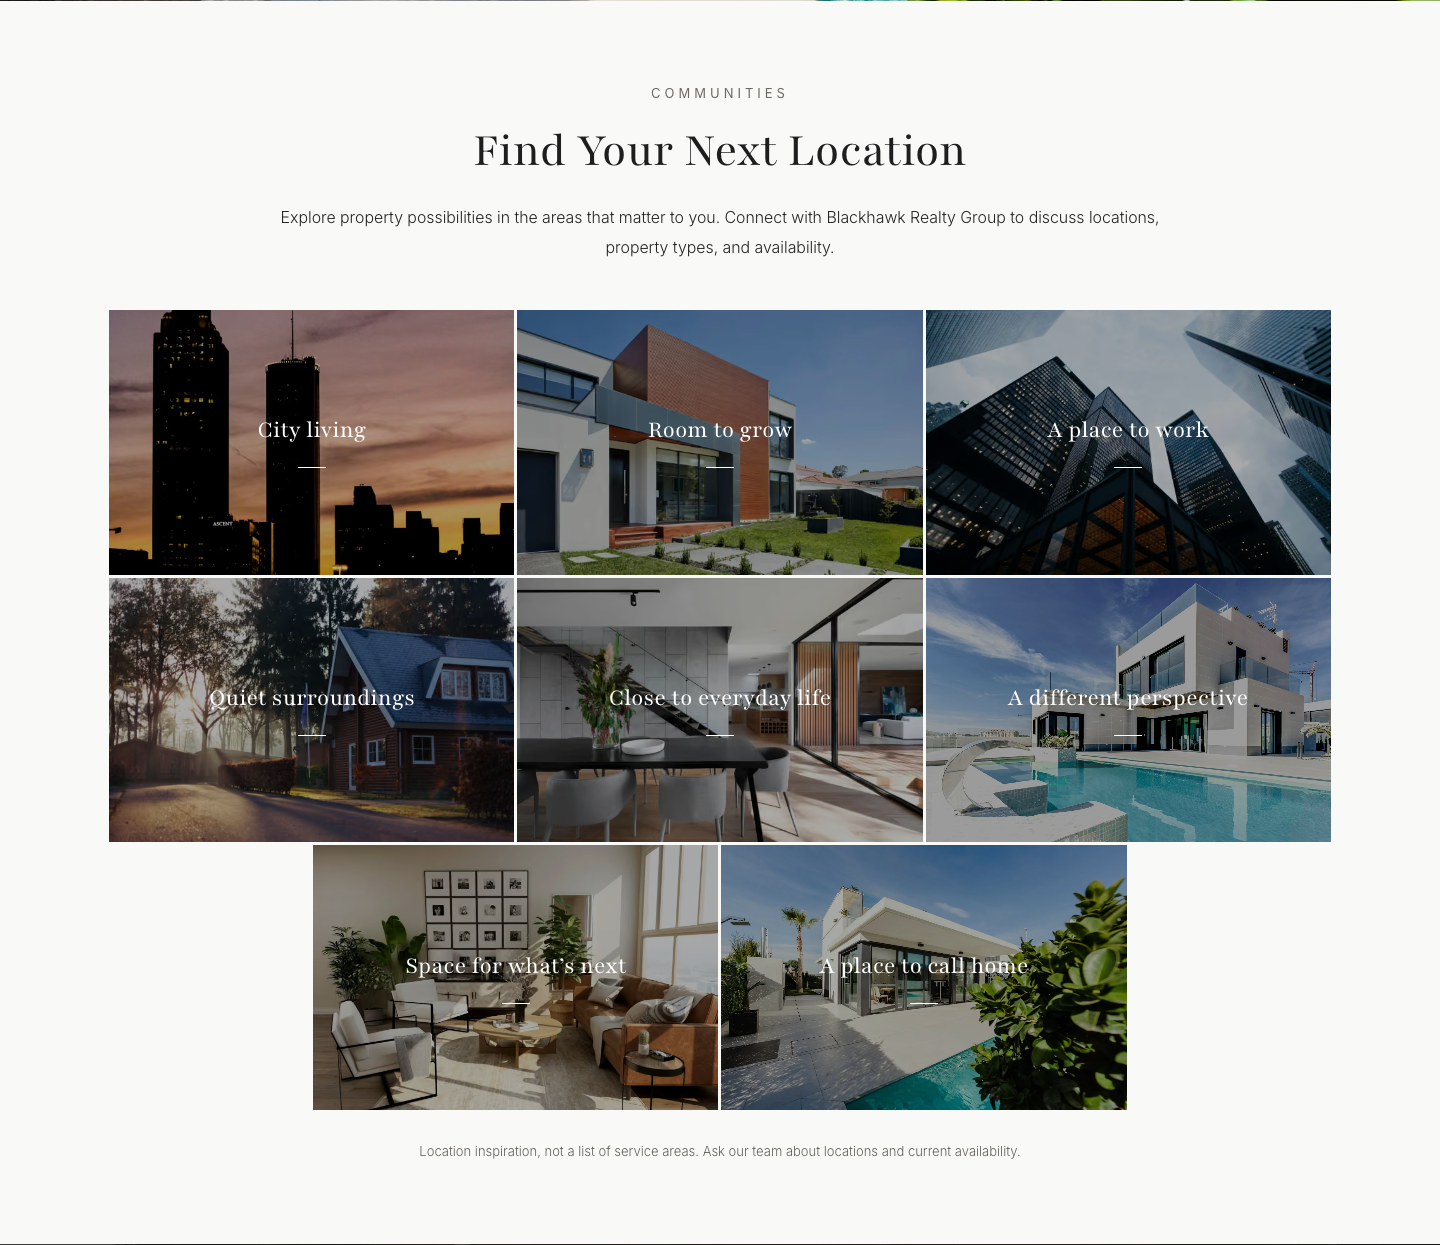 COMMUNITIES
Find Your Next Location
Explore property possibilities in the areas that matter to you. Connect with Blackhawk Realty Group to discuss locations,
property types, and availability.
City living
Room to grow
A place to work
ASCENT
Quiet surroundings
Close to everyday life
A different perspective
Space for what’s next
A place to call home
Location inspiration, not a list of service areas. Ask our team about locations and current availability.